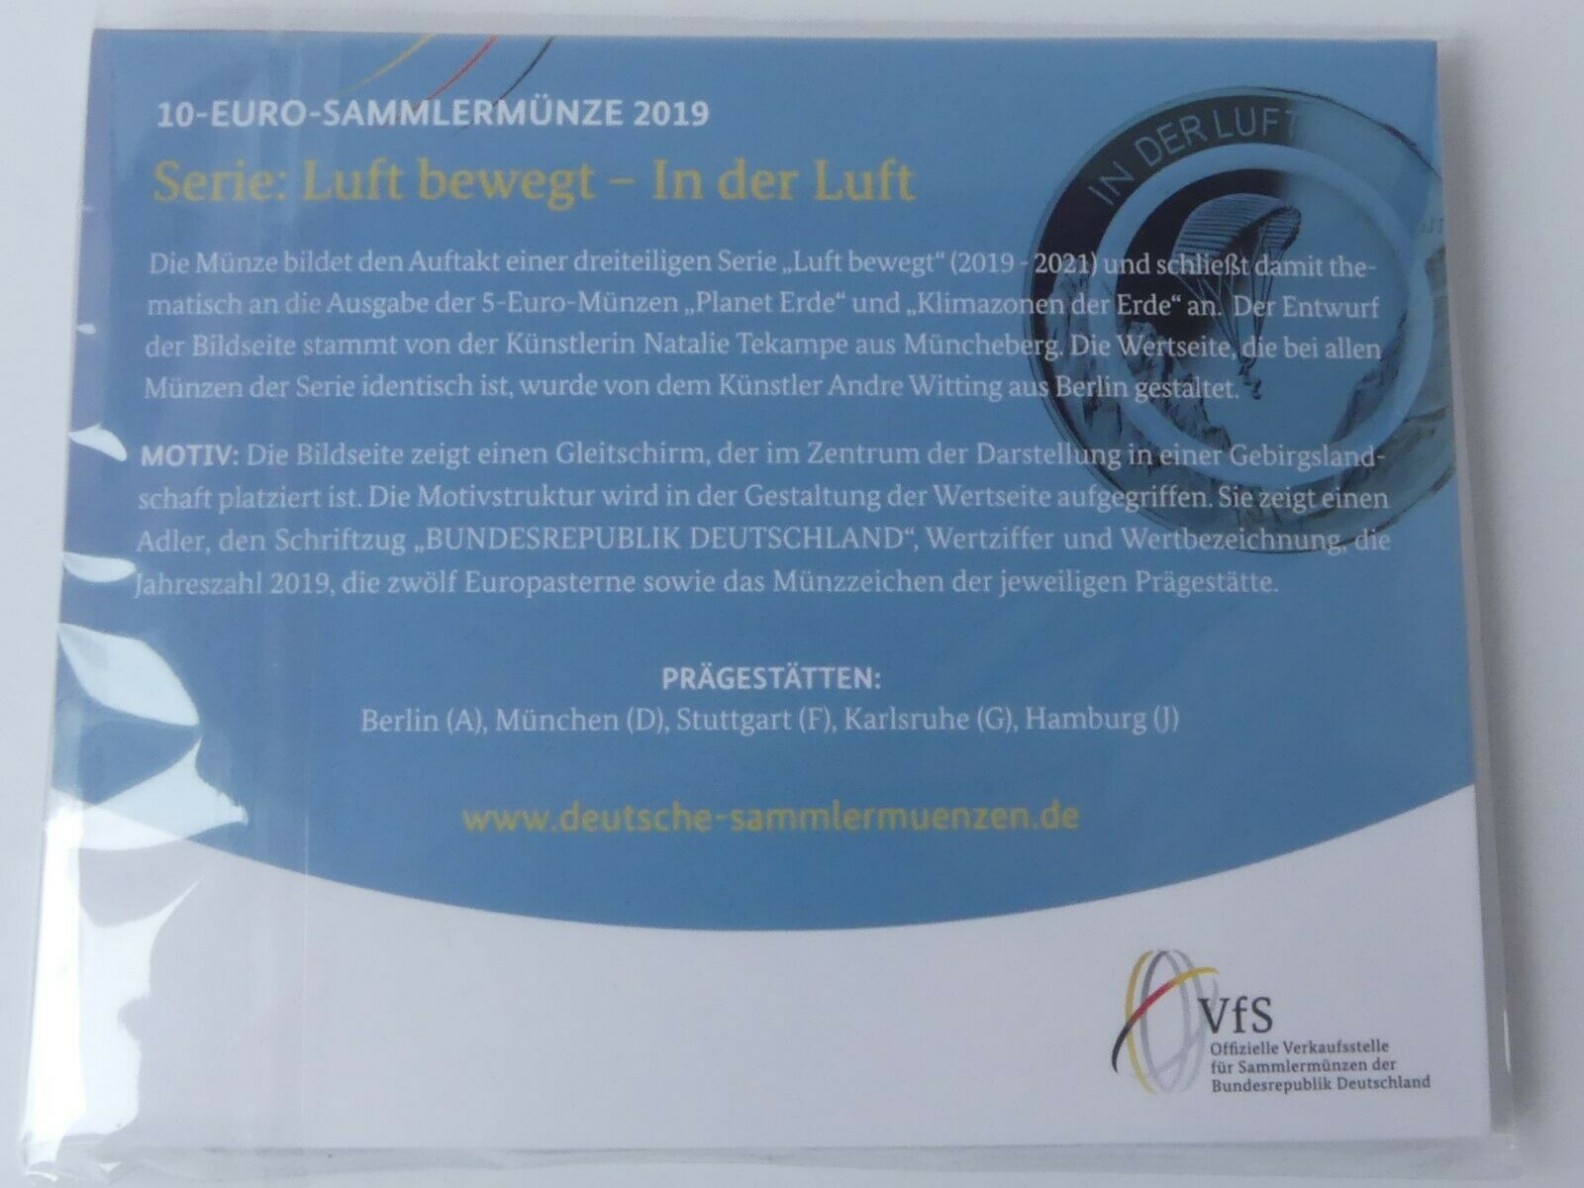 10-EURO-SAMMLERMÜNZE 2019
Serie: Luft bewegt – In der Luft
IN DER LUFT
Die Münze bildet den Auftakt einer dreiteiligen Serie „Luft bewegt“ (2019 - 2021) und schließt damit the-
matisch an die Ausgabe der 5-Euro-Münzen „Planet Erde“ und „Klimazonen der Erde“ an. Der Entwurf
der Bildseite stammt von der Künstlerin Natalie Tekampe aus Müncheberg. Die Wertseite, die bei allen
Münzen der Serie identisch ist, wurde von dem Künstler Andre Witting aus Berlin gestaltet.
MOTIV: Die Bildseite zeigt einen Gleitschirm, der im Zentrum der Darstellung in einer Gebirgsland-
schaft platziert ist. Die Motivstruktur wird in der Gestaltung der Wertseite aufgegriffen. Sie zeigt einen
Adler, den Schriftzug „BUNDESREPUBLIK DEUTSCHLAND“, Wertziffer und Wertbezeichnung, die
Jahreszahl 2019, die zwölf Europasterne sowie das Münzzeichen der jeweiligen Prägestätte.
PRÄGESTÄTTEN:
Berlin (A), München (D), Stuttgart (F), Karlsruhe (G), Hamburg (J)
www.deutsche-sammlermuenzen.de
VfS
Offizielle Verkaufsstelle
für Sammlermünzen der
Bundesrepublik Deutschland